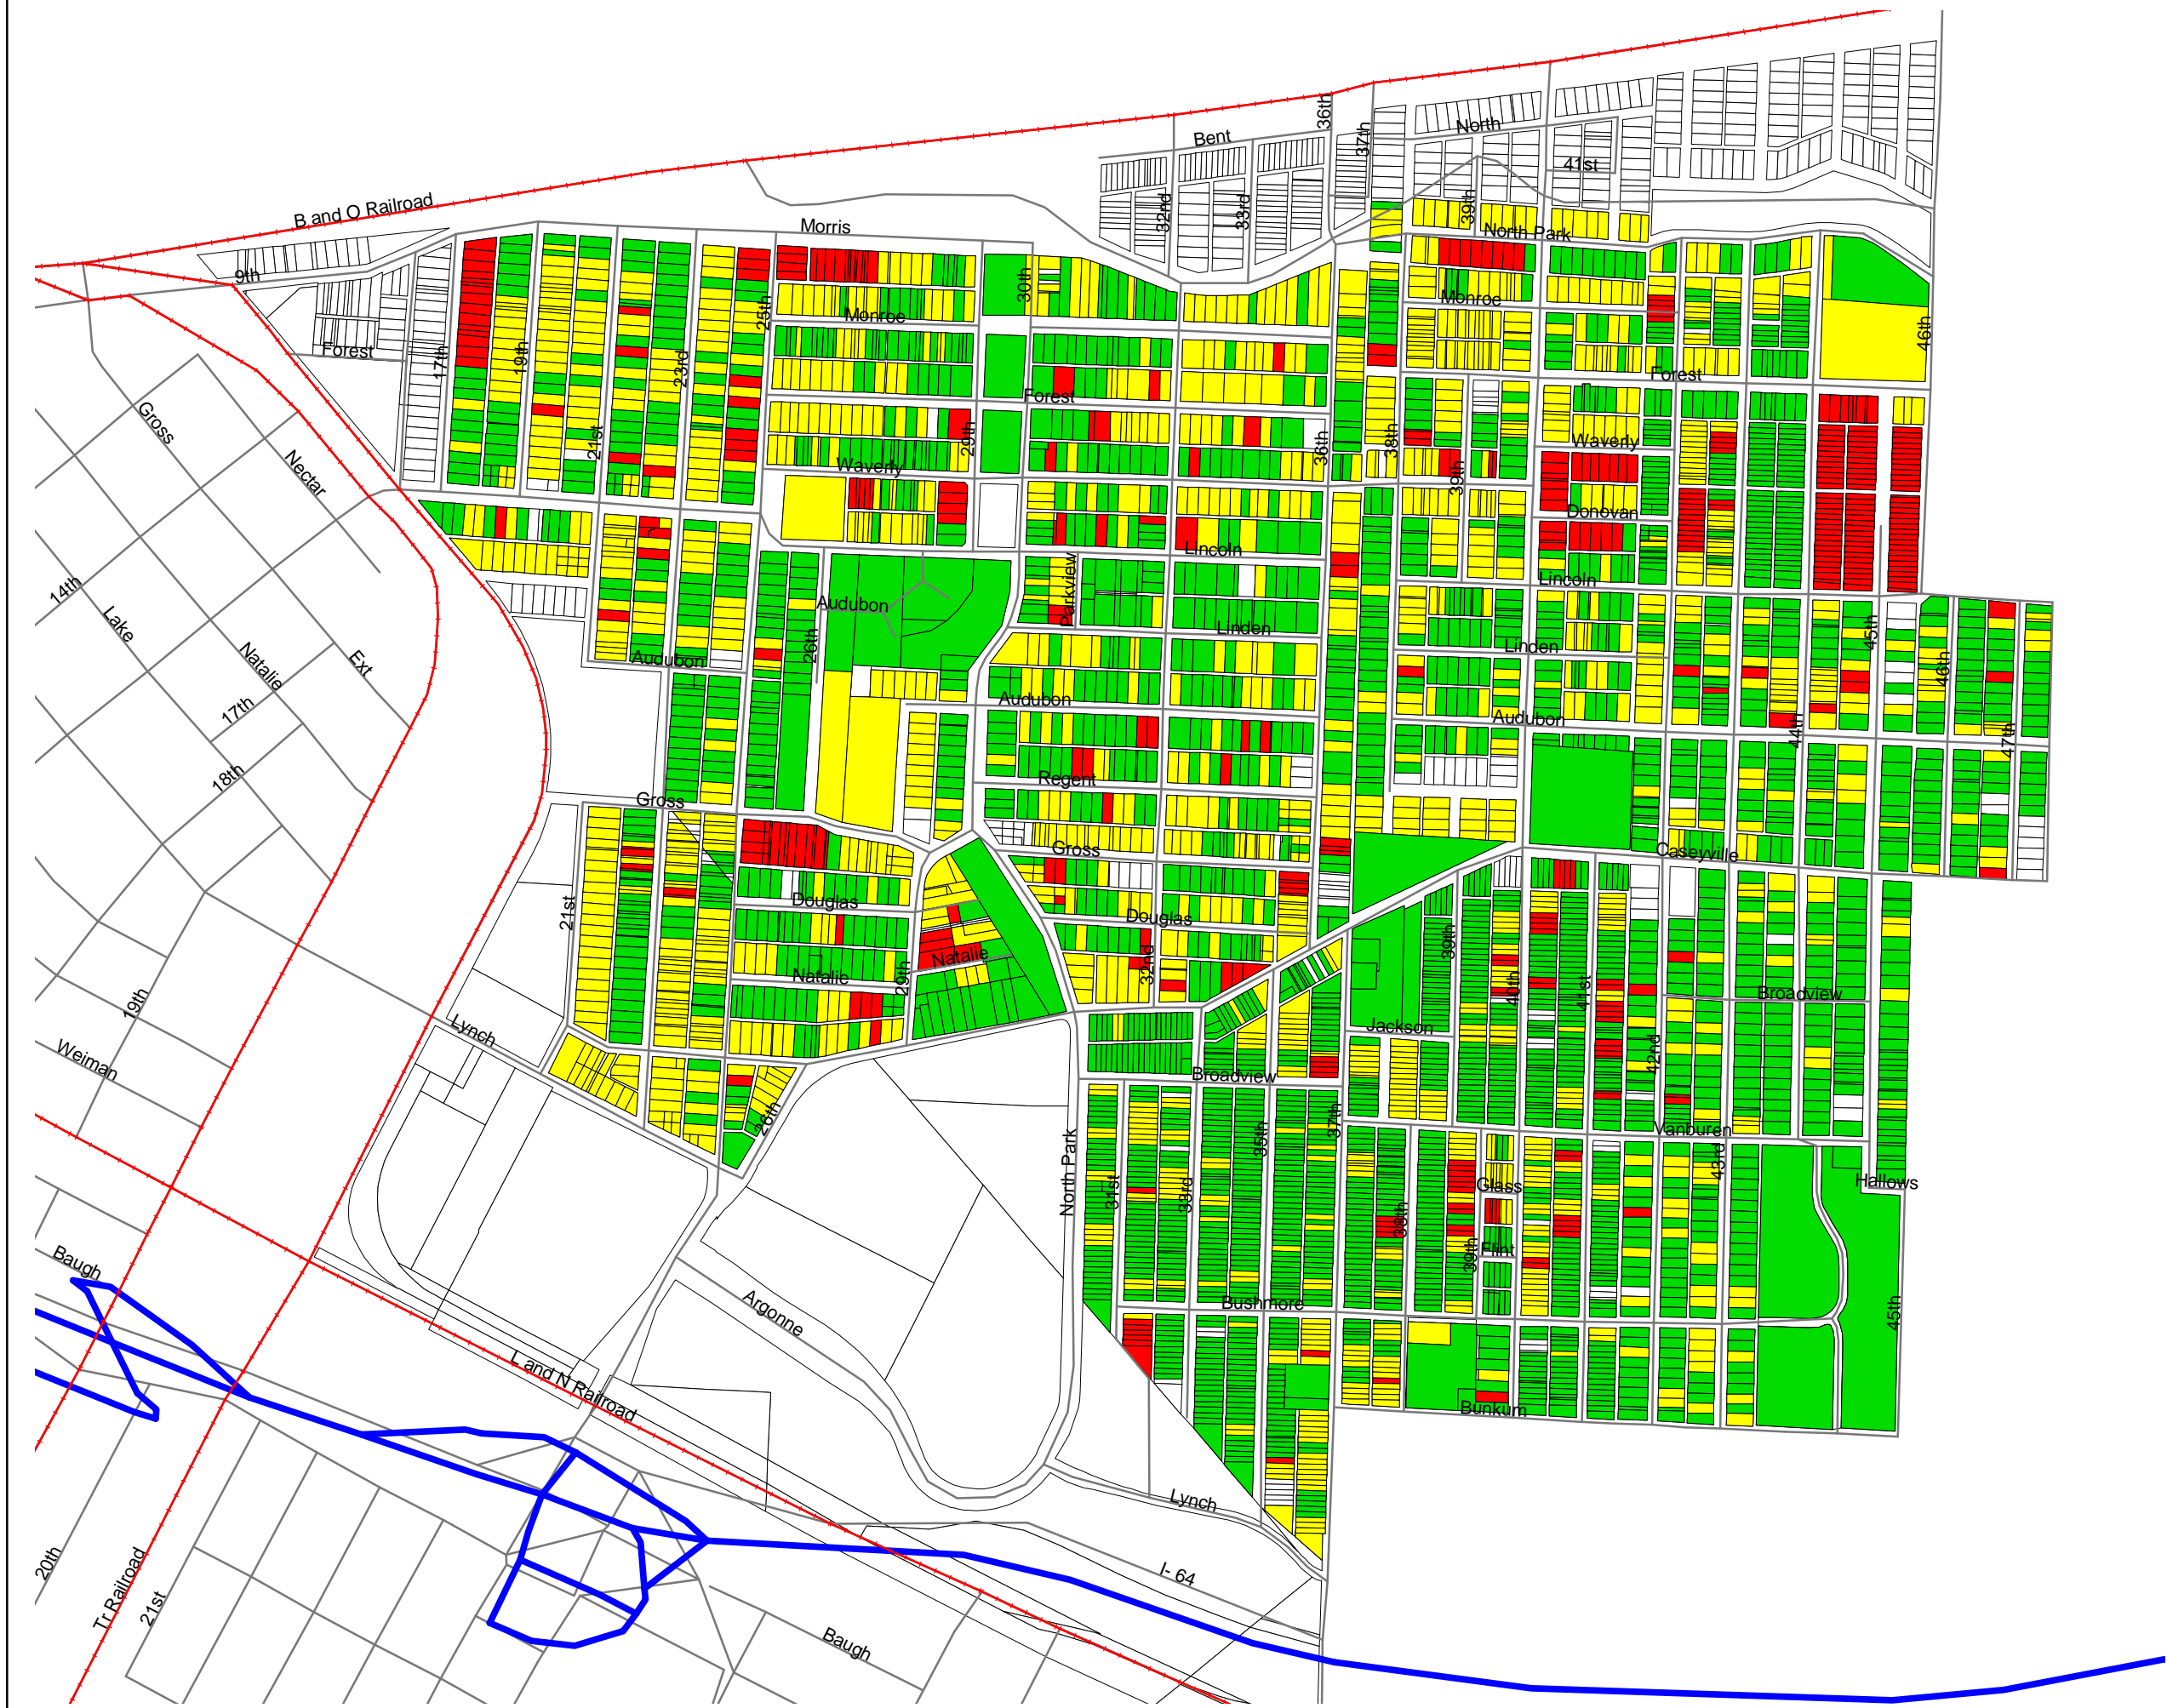 36th
37th
Bent
North
41st
B and O Railroad
32nd
33rd
39th
Morris
North Park
9th
30th
25th
Monroe
Monroe
46th
Forest
17th
19th
23rd
Forest
Forest
Gross
21st
29th
36th
38th
Waverly
Waverly
39th
Nectar
Donovan
Lincoln
Lincoln
14th
Parkview
Audubon
Lake
Linden
45th
26th
Linden
Natalie
Ext
Audubon
46th
Audubon
17th
Audubon
44th
47th
18th
Regent
Gross
Gross
Caseyville
21st
Douglas
Douglas
39th
32nd
Natalie
29th
Natalie
40th
41st
Broadview
19th
Lynch
Jackson
42nd
Weiman
Broadview
26th
37th
35th
Vanburen
43rd
North Park
31st
33rd
Glass
Hallows
38th
39th
Flint
Baugh
Argonne
Bushmore
45th
L and N Railroad
Bunkum
Lynch
20th
Tr Railroad
21st
I- 64
Baugh